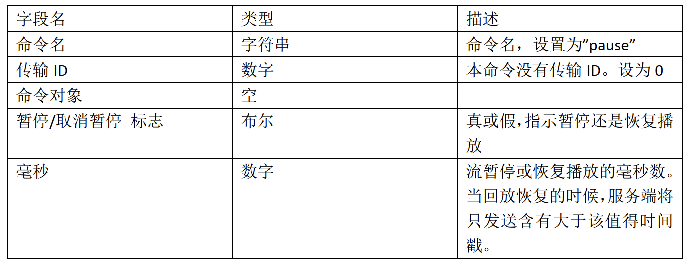 字段名 类型 描述
命令名 字符串 命令名，设置为“pause”
传输 ID 数字 本命令没有传输 ID。设为 0
命令对象 空
暂停/取消暂停 标志 布尔 真或假，指示暂停还是恢复播
放
毫秒 数字 流暂停或恢复播放的毫秒数。
当回放恢复的时候，服务端将
只发送含有大于该值得时间
戳。